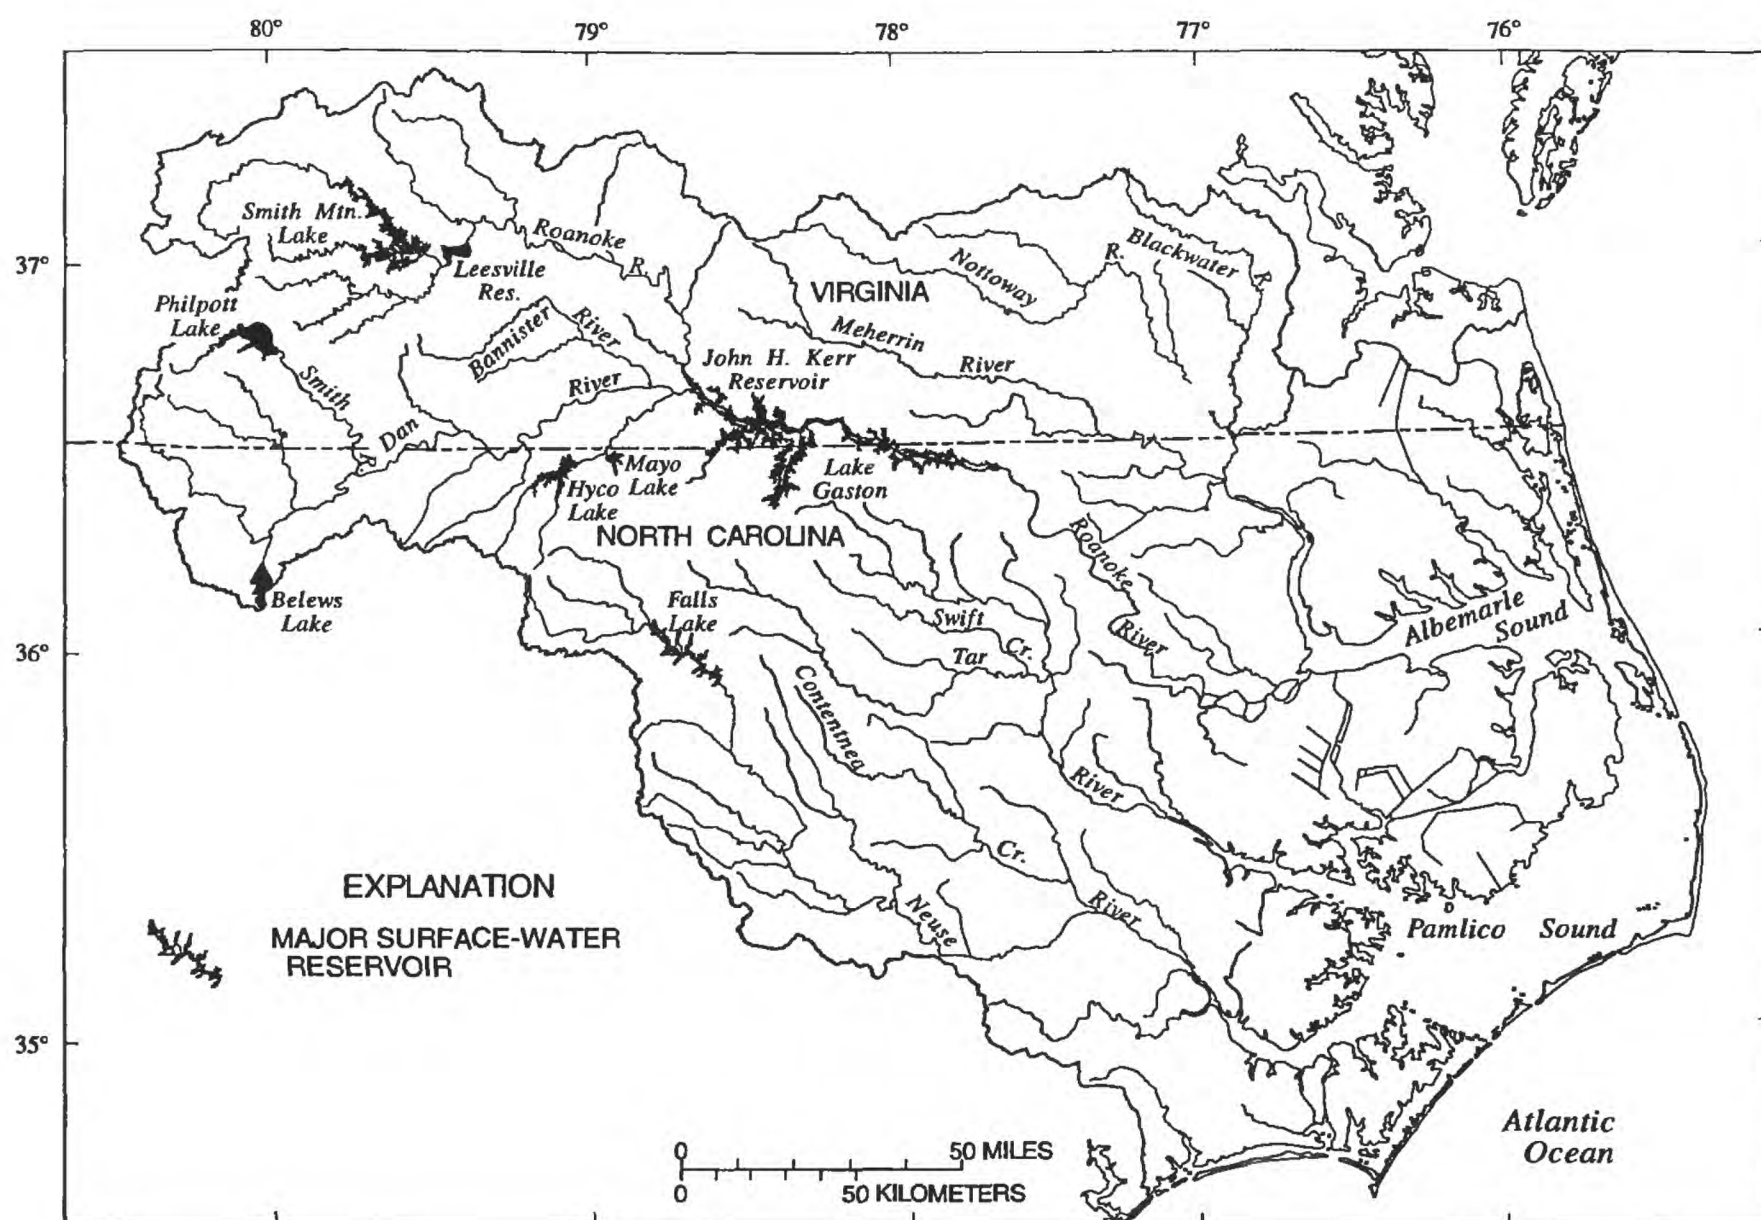 80° 79° 78° 77° 76°
37°
36°
35°
Smith Mtn.
Lake
Roanoke
R.
Leesville
Res.
Philpott
Lake
Smith
Bannister
River
Dan
River
VIRGINIA
Nottoway
R.
Blackwater
R.
Meherrin
River
John H. Kerr
Reservoir
Mayo
Lake
Hyco
Lake
Lake
Gaston
NORTH CAROLINA
Belews
Lake
Falls
Lake
Roanoke
River
Swift
Cr.
Tar
River
Contentnea
Cr.
Neuse
River
Albemarle
Sound
Pamlico Sound
Atlantic
Ocean
EXPLANATION
MAJOR SURFACE-WATER
RESERVOIR
0 50 MILES
0 50 KILOMETERS